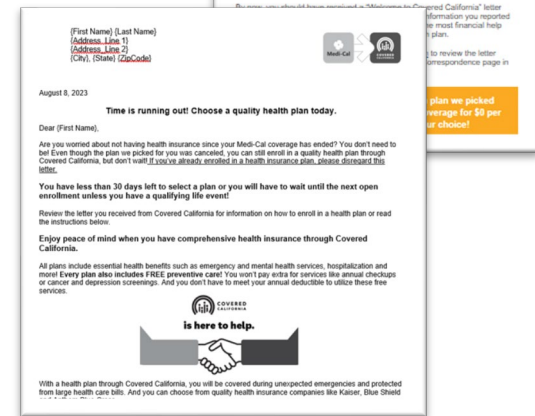 By now, you should have received a "Welcome to Covered California" letter
nformation you reported
he most financial help
n plan.
to review the letter
orrespondence page in
plan we picked
overage for $0 per
ur choice!
{First Name} {Last Name}
{Address_Line 1}
{Address_Line 2}
{City}, {State} {ZipCode}
Medi-Cal
August 8, 2023
Time is running out! Choose a quality health plan today.
Dear {First Name},
Are you worried about not having health insurance since your Medi-Cal coverage has ended? You don't need to
be! Even though the plan we picked for you was canceled, you can still enroll in a quality health plan through
Covered California, but don't wait! If you've already enrolled in a health insurance plan, please disregard this
letter.
You have less than 30 days left to select a plan or you will have to wait until the next open
enrollment unless you have a qualifying life event!
Review the letter you received from Covered California for information on how to enroll in a health plan or read
the instructions below.
Enjoy peace of mind when you have comprehensive health insurance through Covered
California.
All plans include essential health benefits such as emergency and mental health services, hospitalization and
more! Every plan also includes FREE preventive care! You won't pay extra for services like annual checkups
or cancer and depression screenings. And you don't have to meet your annual deductible to utilize these free
services.
COVERED
CALIFORNIA
is here to help.
With a health plan through Covered California, you will be covered during unexpected emergencies and protected
from large health care bills. And you can choose from quality health insurance companies like Kaiser, Blue Shield